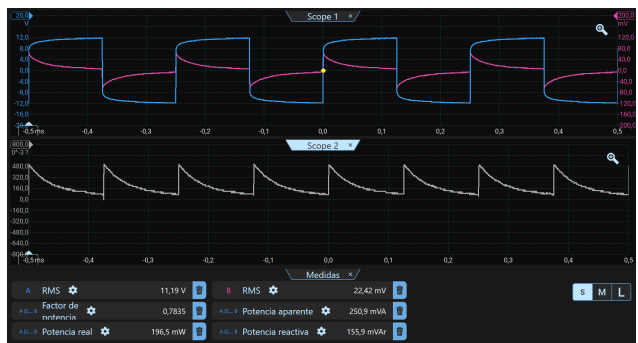 Scope 1 ×
20,0 200,0
V mV
12,0 120,0
8,0 80,0
4,0 40,0
0,0 0,0
-4,0 -40,0
-8,0 -80,0
-12,0 -120,0
-16,0 160,0
-20,0 200,0
-0,5 ms -0,4 -0,3 -0,2 -0,1 0,0 0,1 0,2 0,3 0,4 0,5
Scope 2 ×
800,0
0^-3 ?
480,0
320,0
160,0
0,0
-160,0
-320,0
-480,0
-640,0
-800,0
-0,5 ms -0,4 -0,3 -0,2 -0,1 0,0 0,1 0,2 0,3 0,4 0,5
Medidas ×
A RMS 11,19 V B RMS 22,42 mV S M L
Factor de potencia 0,7835 Potencia aparente 250,9 mVA
Potencia real 196,5 mW Potencia reactiva 155,9 mVAr